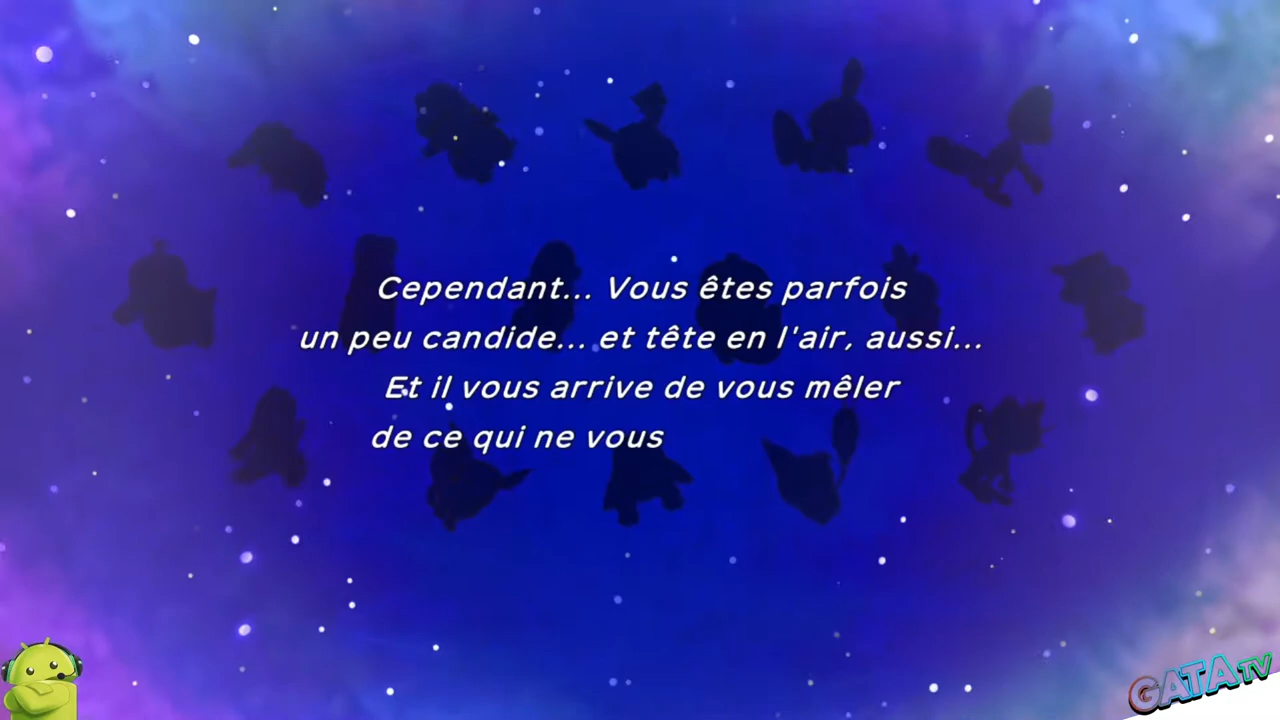 Cependant... Vous êtes parfois
un peu candide... et tête en l'air, aussi...
Et il vous arrive de vous mêler
de ce qui ne vous
GATA TV